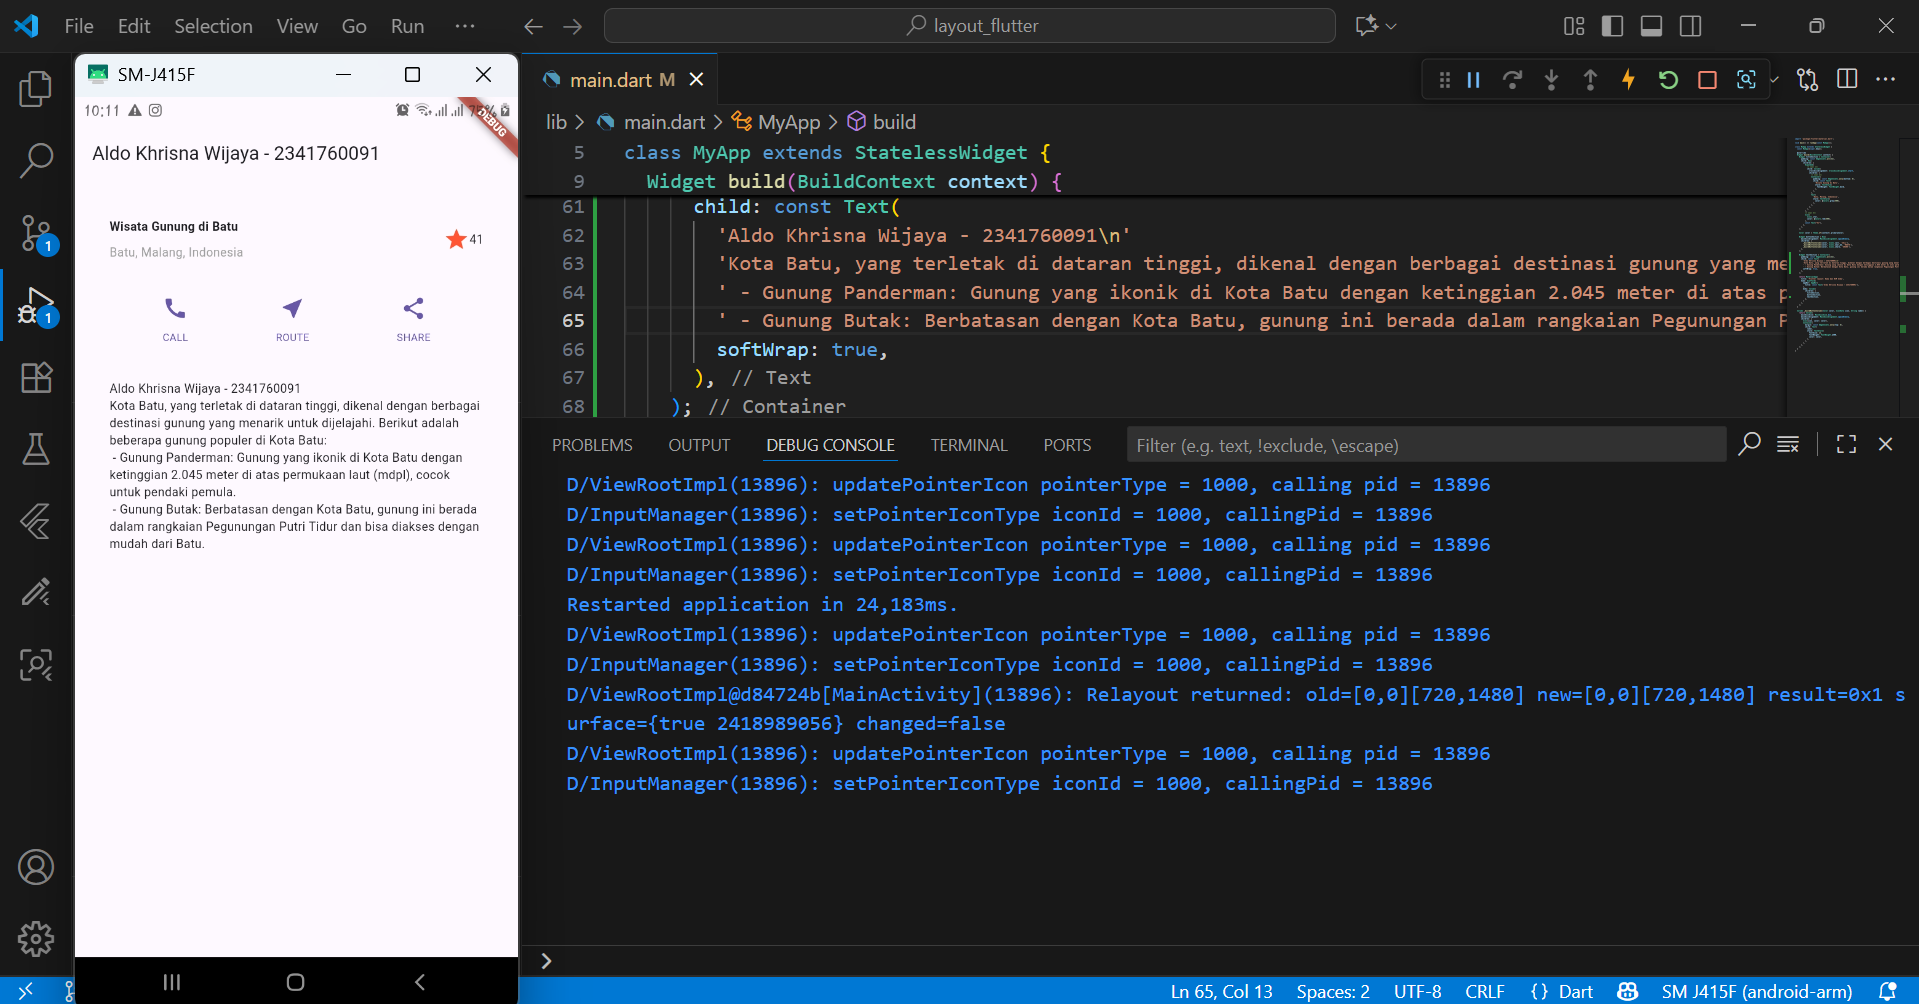 File Edit Selection View Go Run ···
layout_flutter
SM-J415F
10:11
75%
DEBUG
Aldo Khrisna Wijaya - 2341760091
Wisata Gunung di Batu
Batu, Malang, Indonesia
41
CALL ROUTE SHARE
Aldo Khrisna Wijaya - 2341760091
Kota Batu, yang terletak di dataran tinggi, dikenal dengan berbagai
destinasi gunung yang menarik untuk dijelajahi. Berikut adalah
beberapa gunung populer di Kota Batu:
- Gunung Panderman: Gunung yang ikonik di Kota Batu dengan
ketinggian 2.045 meter di atas permukaan laut (mdpl), cocok
untuk pendaki pemula.
- Gunung Butak: Berbatasan dengan Kota Batu, gunung ini berada
dalam rangkaian Pegunungan Putri Tidur dan bisa diakses dengan
mudah dari Batu.
1
1
main.dart M
lib > main.dart > MyApp > build
5 class MyApp extends StatelessWidget {
9 Widget build(BuildContext context) {
61 child: const Text(
62 'Aldo Khrisna Wijaya - 2341760091\n'
63 'Kota Batu, yang terletak di dataran tinggi, dikenal dengan berbagai destinasi gunung yang me
64 ' - Gunung Panderman: Gunung yang ikonik di Kota Batu dengan ketinggian 2.045 meter di atas p
65 ' - Gunung Butak: Berbatasan dengan Kota Batu, gunung ini berada dalam rangkaian Pegunungan P
66 softWrap: true,
67 ), // Text
68 ); // Container
PROBLEMS OUTPUT DEBUG CONSOLE TERMINAL PORTS
Filter (e.g. text, !exclude, \escape)
D/ViewRootImpl(13896): updatePointerIcon pointerType = 1000, calling pid = 13896
D/InputManager(13896): setPointerIconType iconId = 1000, callingPid = 13896
D/ViewRootImpl(13896): updatePointerIcon pointerType = 1000, calling pid = 13896
D/InputManager(13896): setPointerIconType iconId = 1000, callingPid = 13896
Restarted application in 24,183ms.
D/ViewRootImpl(13896): updatePointerIcon pointerType = 1000, calling pid = 13896
D/InputManager(13896): setPointerIconType iconId = 1000, callingPid = 13896
D/ViewRootImpl@d84724b[MainActivity](13896): Relayout returned: old=[0,0][720,1480] new=[0,0][720,1480] result=0x1 s
urface={true 2418989056} changed=false
D/ViewRootImpl(13896): updatePointerIcon pointerType = 1000, calling pid = 13896
D/InputManager(13896): setPointerIconType iconId = 1000, callingPid = 13896
>
Ln 65, Col 13 Spaces: 2 UTF-8 CRLF {} Dart SM J415F (android-arm)